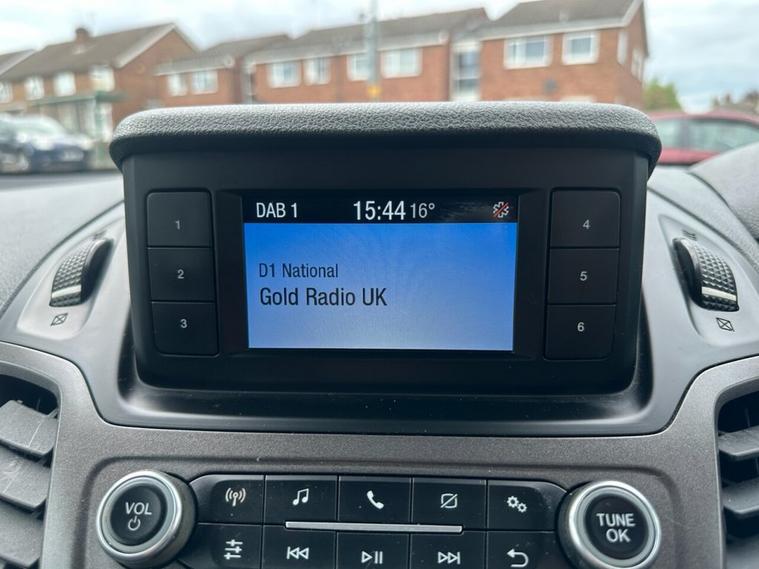 DAB 1 15:44 16°
1
2
3
D1 National
Gold Radio UK
4
5
6
VOL
TUNE
OK